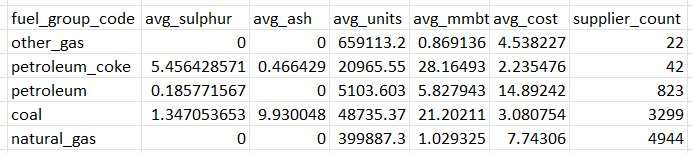 fuel_group_code avg_sulphur avg_ash avg_units avg_mmbt avg_cost supplier_count
other_gas 0 0 659113.2 0.869136 4.538227 22
petroleum_coke 5.456428571 0.466429 20965.55 28.16493 2.235476 42
petroleum 0.185771567 0 5103.603 5.827943 14.89242 823
coal 1.347053653 9.930048 48735.37 21.20211 3.080754 3299
natural_gas 0 0 399887.3 1.029325 7.74306 4944